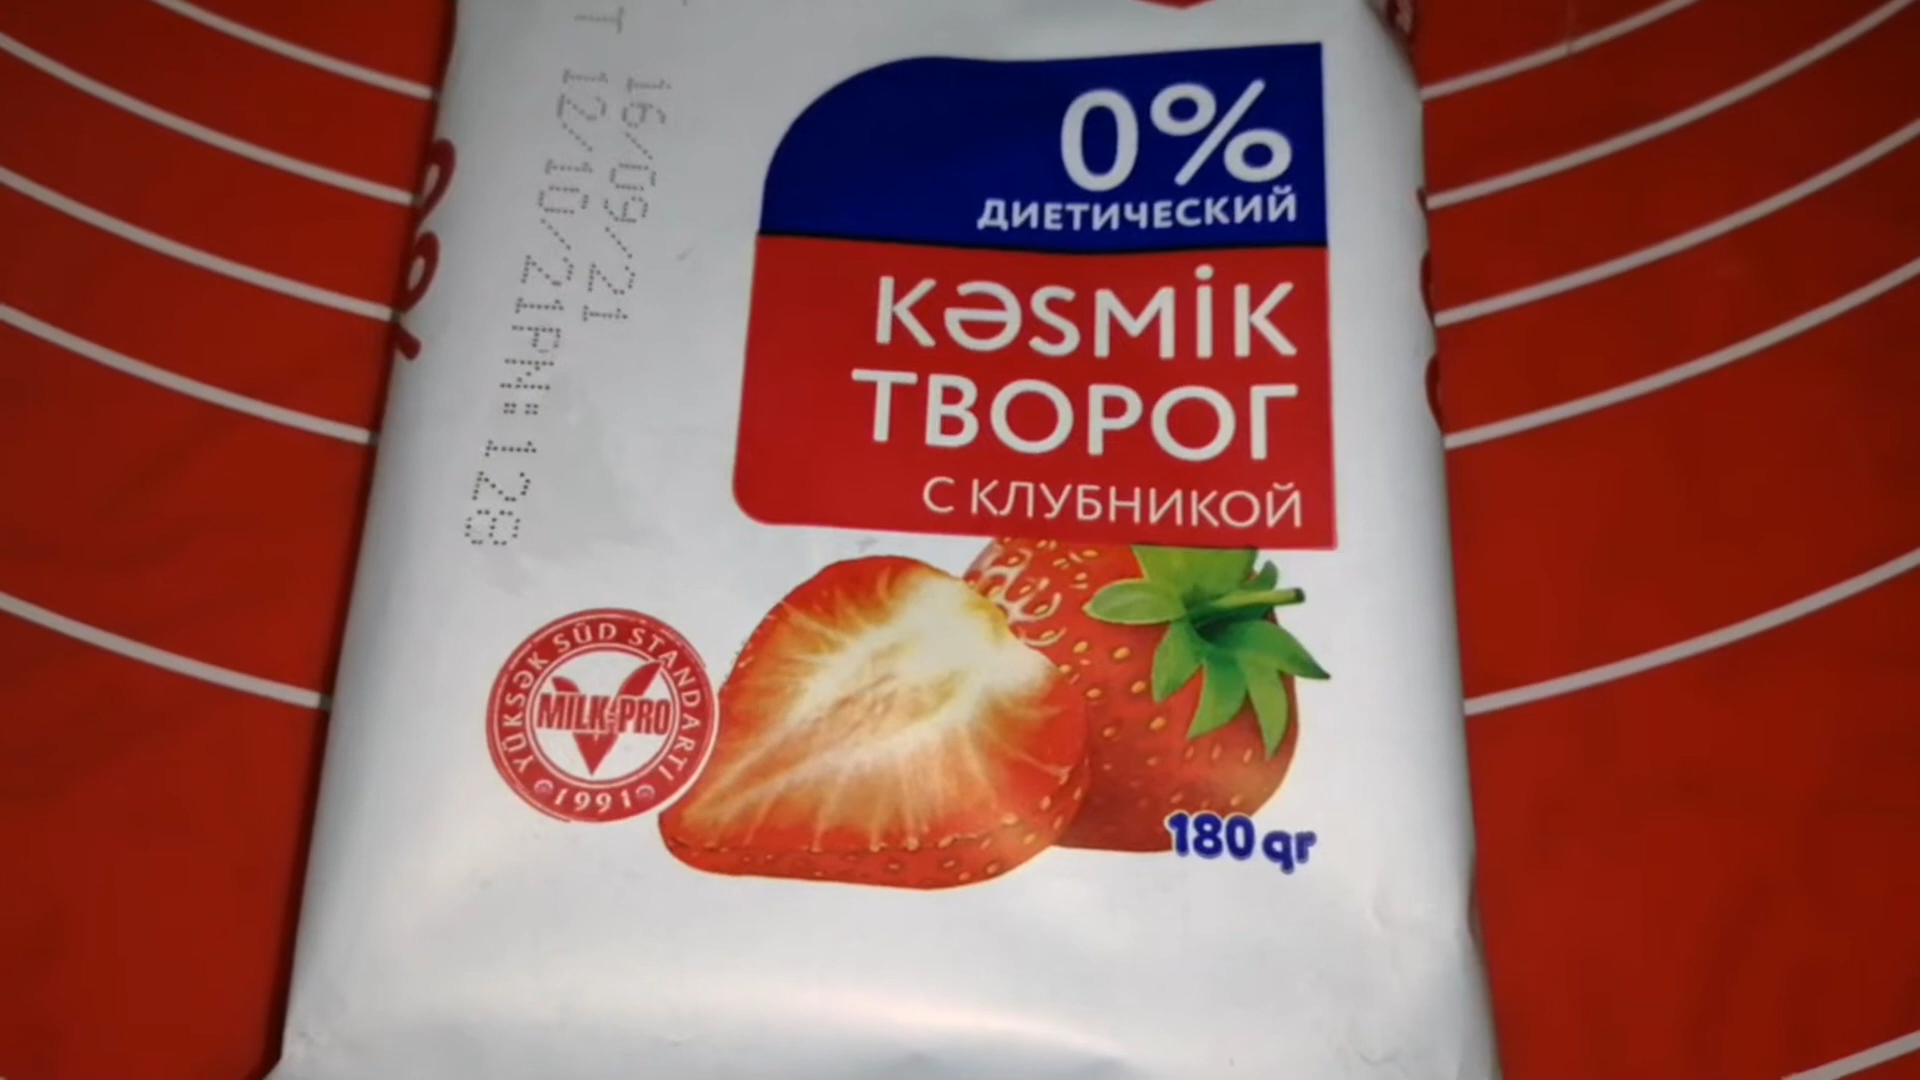 0%
ДИЕТИЧЕСКИЙ
KƏSMİK
ТВОРОГ
С КЛУБНИКОЙ
YÜKSƏK SÜD STANDARTI
MILK-PRO
1991
180 qr
16/09/21
12/10/21